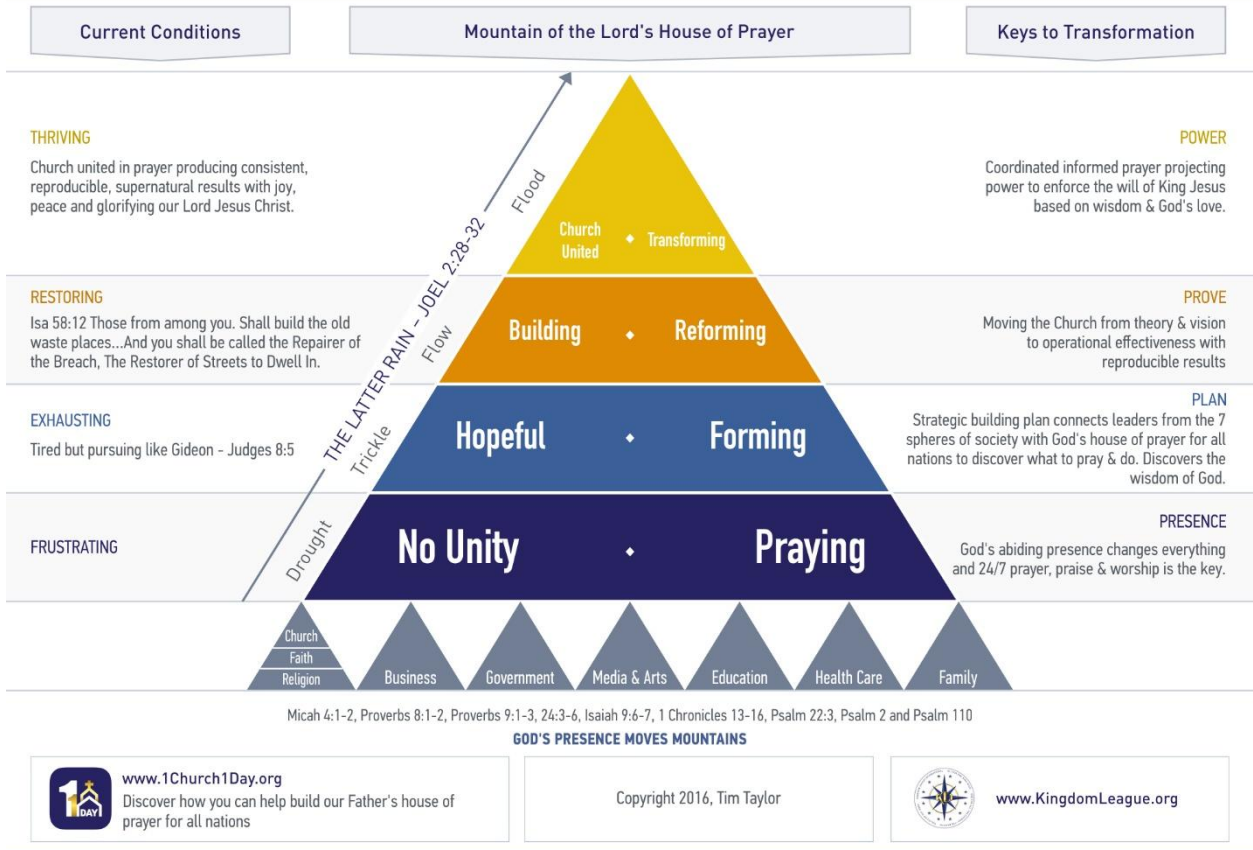 Current Conditions
Mountain of the Lord's House of Prayer
Keys to Transformation
THRIVING
Church united in prayer producing consistent,
reproducible, supernatural results with joy,
peace and glorifying our Lord Jesus Christ.
RESTORING
Isa 58:12 Those from among you. Shall build the old
waste places...And you shall be called the Repairer of
the Breach, The Restorer of Streets to Dwell In.
EXHAUSTING
Tired but pursuing like Gideon - Judges 8:5
FRUSTRATING
THE LATTER RAIN - JOEL 2:28-32
Flood
Flow
Trickle
Drought
Church
United
Transforming
Building
Reforming
Hopeful
Forming
No Unity
Praying
POWER
Coordinated informed prayer projecting
power to enforce the will of King Jesus
based on wisdom & God's love.
PROVE
Moving the Church from theory & vision
to operational effectiveness with
reproducible results
PLAN
Strategic building plan connects leaders from the 7
spheres of society with God's house of prayer for all
nations to discover what to pray & do. Discovers the
wisdom of God.
PRESENCE
God's abiding presence changes everything
and 24/7 prayer, praise & worship is the key.
Church
Faith
Religion
Business
Government
Media & Arts
Education
Health Care
Family
Micah 4:1-2, Proverbs 8:1-2, Proverbs 9:1-3, 24:3-6, Isaiah 9:6-7, 1 Chronicles 13-16, Psalm 22:3, Psalm 2 and Psalm 110
GOD'S PRESENCE MOVES MOUNTAINS
1
1
DAY
www.1Church1Day.org
Discover how you can help build our Father's house of
prayer for all nations
Copyright 2016, Tim Taylor
www.KingdomLeague.org